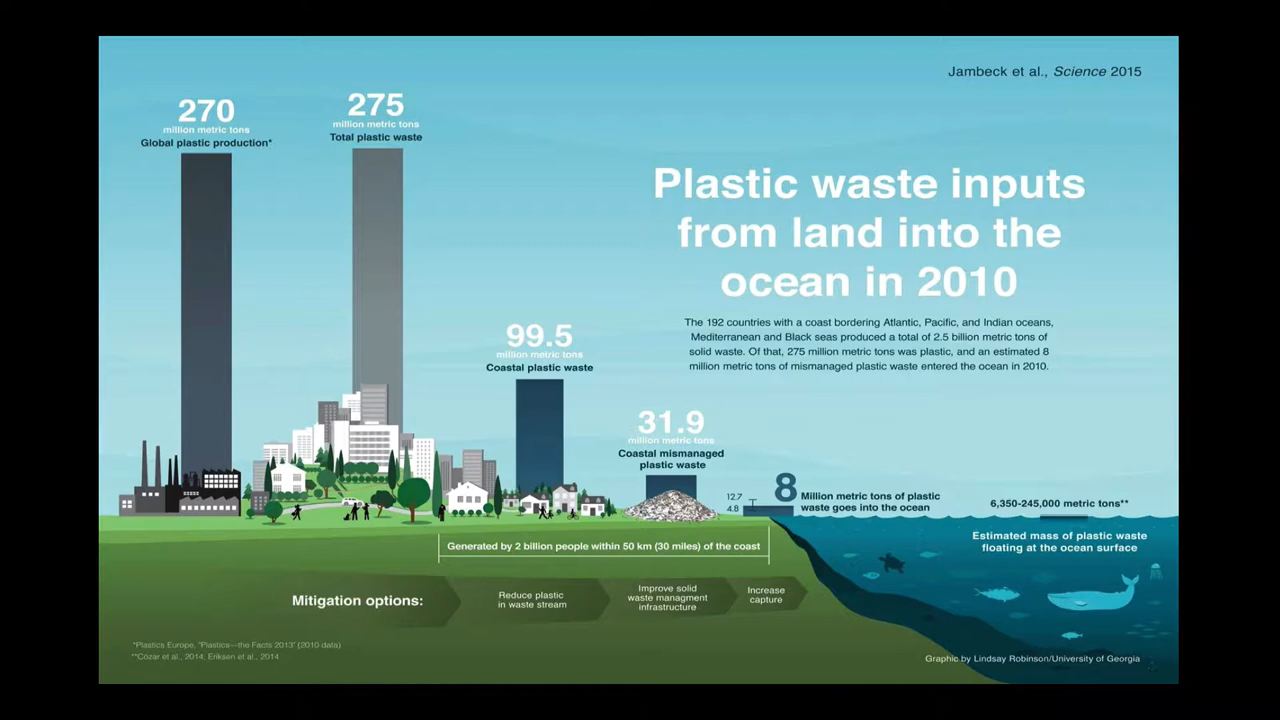 Jambeck et al., Science 2015
270
million metric tons
Global plastic production*
275
million metric tons
Total plastic waste
Plastic waste inputs
from land into the
ocean in 2010
The 192 countries with a coast bordering Atlantic, Pacific, and Indian oceans,
Mediterranean and Black seas produced a total of 2.5 billion metric tons of
solid waste. Of that, 275 million metric tons was plastic, and an estimated 8
million metric tons of mismanaged plastic waste entered the ocean in 2010.
99.5
million metric tons
Coastal plastic waste
31.9
million metric tons
Coastal mismanaged
plastic waste
12.7
4.8
8
Million metric tons of plastic
waste goes into the ocean
6,350-245,000 metric tons**
Estimated mass of plastic waste
floating at the ocean surface
Generated by 2 billion people within 50 km (30 miles) of the coast
Mitigation options:
Reduce plastic
in waste stream
Improve solid
waste managment
infrastructure
Increase
capture
*Plastics Europe, "Plastics—the Facts 2013" (2010 data)
**Cózar et al., 2014, Eriksen et al., 2014
Graphic by Lindsay Robinson/University of Georgia